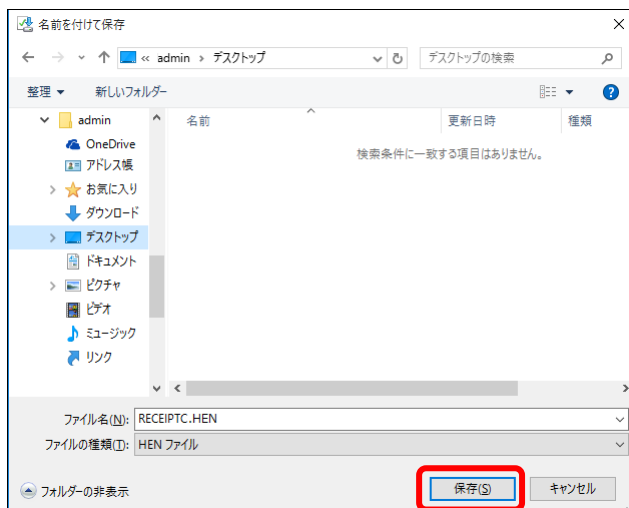 名前を付けて保存
« admin › デスクトップ
デスクトップの検索
整理 新しいフォルダー
admin
OneDrive
アドレス帳
お気に入り
ダウンロード
デスクトップ
ドキュメント
ピクチャ
ビデオ
ミュージック
リンク
名前 更新日時 種類
検索条件に一致する項目はありません。
ファイル名(N): RECEIPTC.HEN
ファイルの種類(T): HEN ファイル
フォルダーの非表示
保存(S) キャンセル